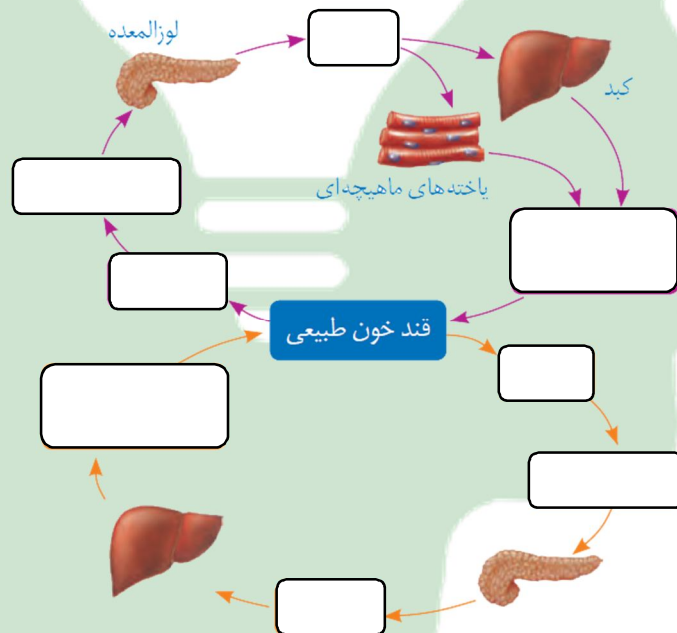 لوزالمعده
کبد
یاخته‌های ماهیچه‌ای
قند خون طبیعی